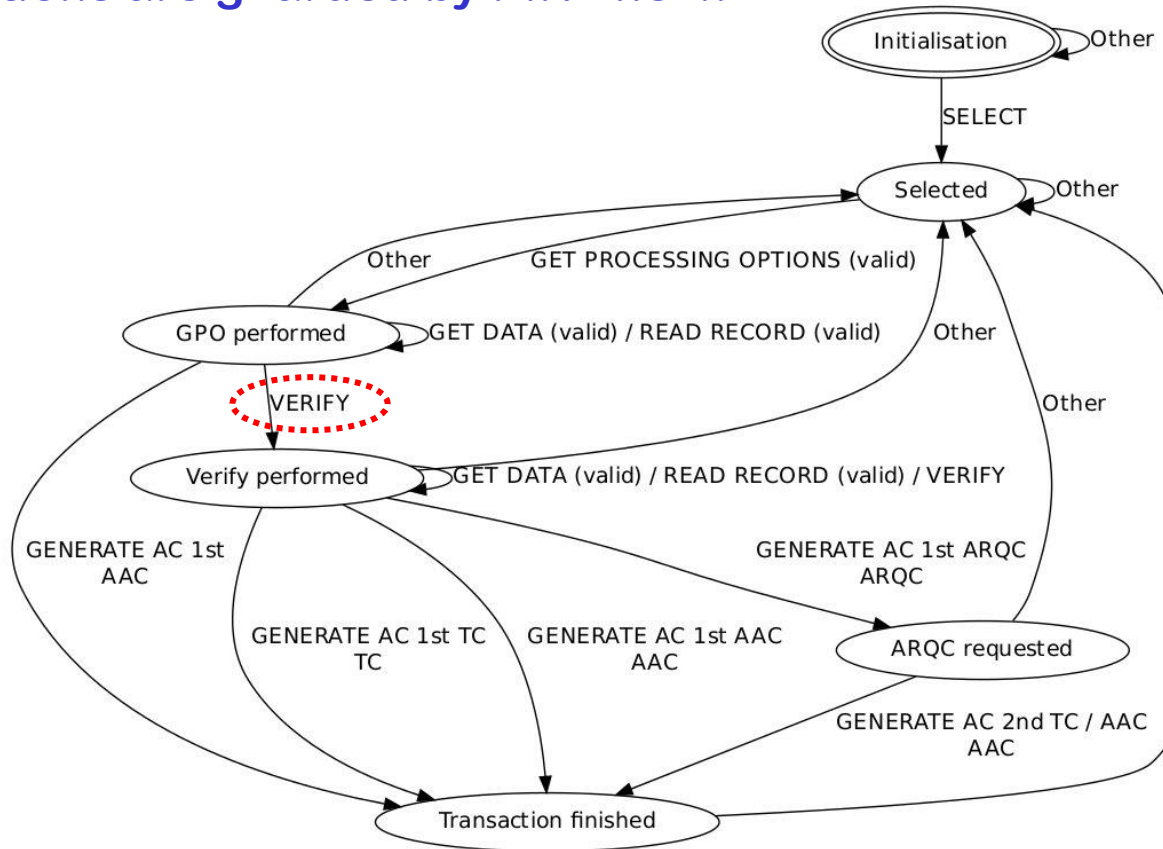 Initialisation
Other
SELECT
Selected
Other
Other
GET PROCESSING OPTIONS (valid)
GPO performed
GET DATA (valid) / READ RECORD (valid)
Other
VERIFY
Other
Verify performed
GET DATA (valid) / READ RECORD (valid) / VERIFY
GENERATE AC 1st
AAC
GENERATE AC 1st ARQC
ARQC
GENERATE AC 1st TC
TC
GENERATE AC 1st AAC
AAC
ARQC requested
GENERATE AC 2nd TC / AAC
AAC
Transaction finished